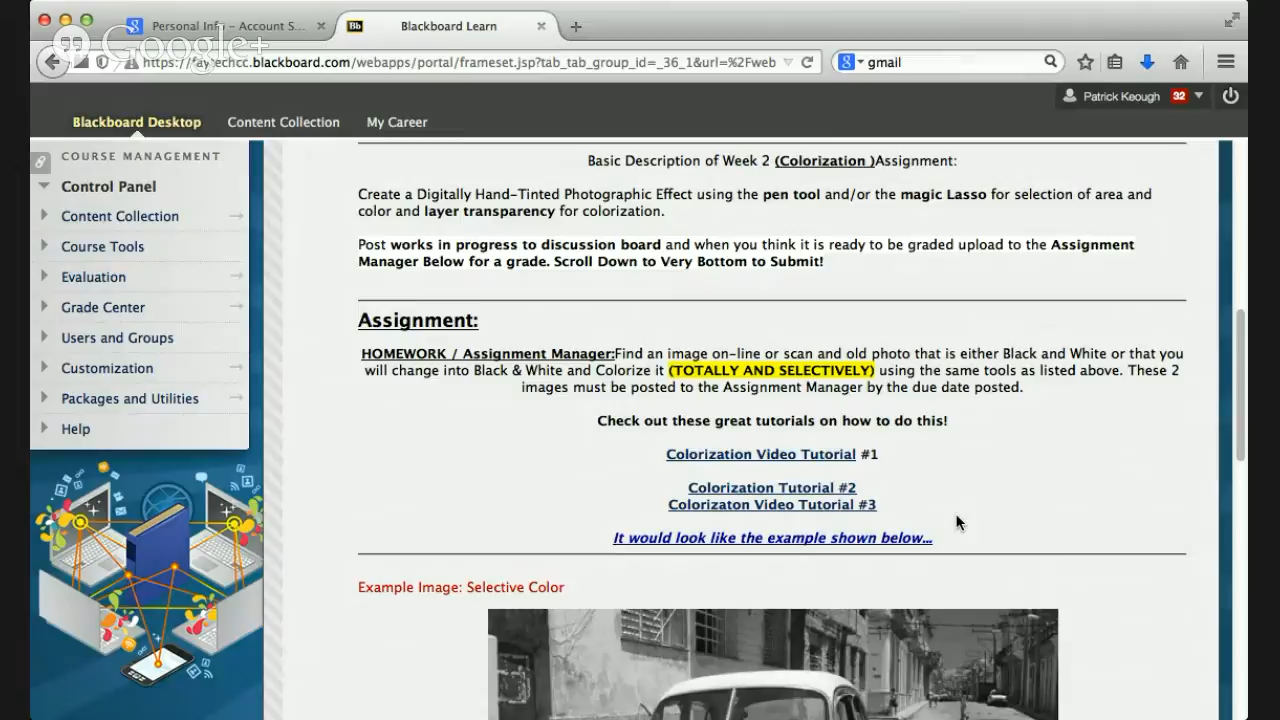 Personal Info - Account S...
Blackboard Learn
Google+
https://faytechcc.blackboard.com/webapps/portal/frameset.jsp?tab_tab_group_id=_36_1&url=%2Fweb
gmail
Patrick Keough 32
Blackboard Desktop Content Collection My Career
COURSE MANAGEMENT
Control Panel
Content Collection
Course Tools
Evaluation
Grade Center
Users and Groups
Customization
Packages and Utilities
Help
Basic Description of Week 2 (Colorization )Assignment:
Create a Digitally Hand-Tinted Photographic Effect using the pen tool and/or the magic Lasso for selection of area and
color and layer transparency for colorization.
Post works in progress to discussion board and when you think it is ready to be graded upload to the Assignment
Manager Below for a grade. Scroll Down to Very Bottom to Submit!
Assignment:
HOMEWORK / Assignment Manager:Find an image on-line or scan and old photo that is either Black and White or that you
will change into Black & White and Colorize it (TOTALLY AND SELECTIVELY) using the same tools as listed above. These 2
images must be posted to the Assignment Manager by the due date posted.
Check out these great tutorials on how to do this!
Colorization Video Tutorial #1
Colorization Tutorial #2
Colorizaton Video Tutorial #3
It would look like the example shown below...
Example Image: Selective Color